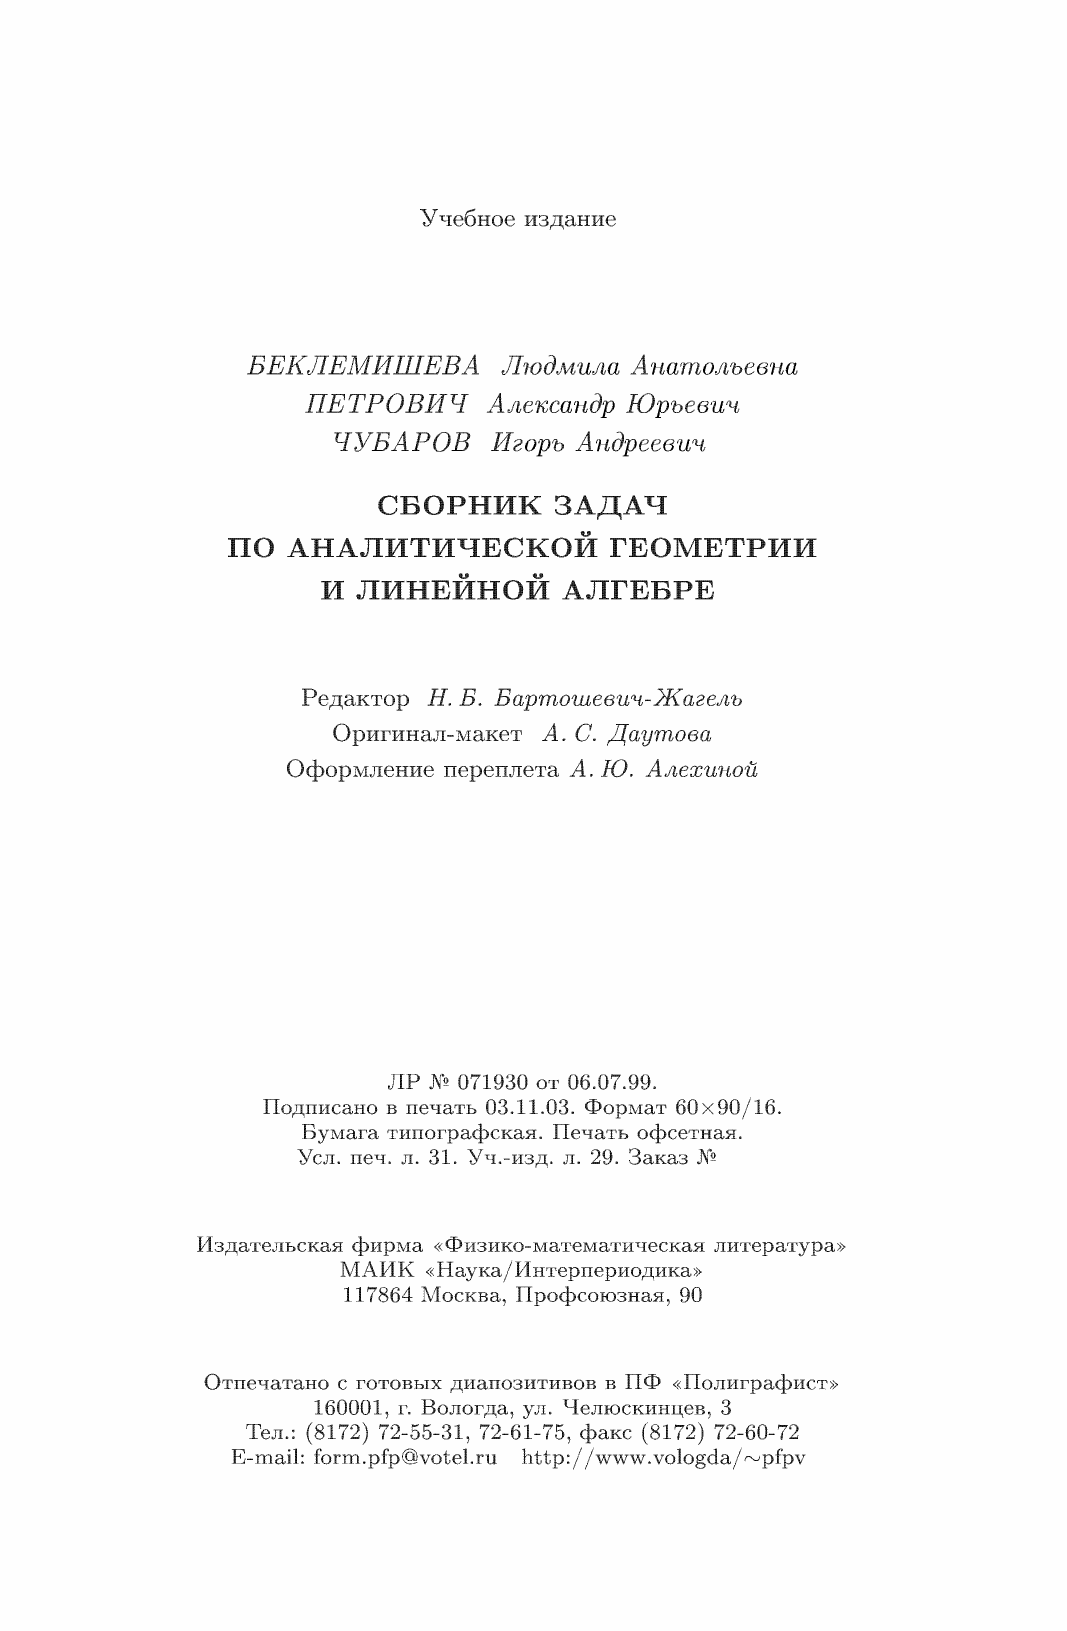 Учебное издание
БЕКЛЕМИШЕВА Людмила Анатольевна
ПЕТРОВИЧ Александр Юрьевич
ЧУБАРОВ Игорь Андреевич
СБОРНИК ЗАДАЧ
ПО АНАЛИТИЧЕСКОЙ ГЕОМЕТРИИ
И ЛИНЕЙНОЙ АЛГЕБРЕ
Редактор Н. Б. Бартошевич-Жагель
Оригинал-макет А. С. Даутова
Оформление переплета А. Ю. Алехиной
ЛР № 071930 от 06.07.99.
Подписано в печать 03.11.03. Формат 60×90/16.
Бумага типографская. Печать офсетная.
Усл. печ. л. 31. Уч.-изд. л. 29. Заказ №
Издательская фирма «Физико-математическая литература»
МАИК «Наука/Интерпериодика»
117864 Москва, Профсоюзная, 90
Отпечатано с готовых диапозитивов в ПФ «Полиграфист»
160001, г. Вологда, ул. Челюскинцев, 3
Тел.: (8172) 72-55-31, 72-61-75, факс (8172) 72-60-72
E-mail: form.pfp@votel.ru http://www.vologda/~pfpv